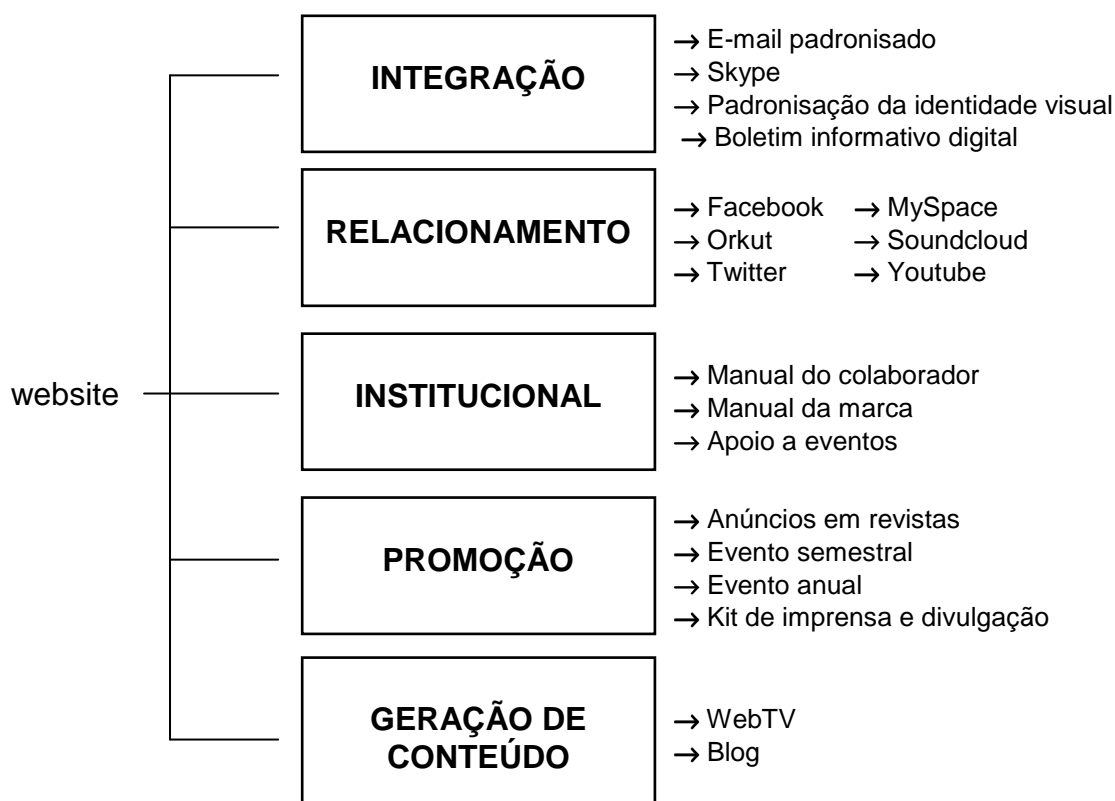 website
INTEGRAÇÃO
→ E-mail padronisado
→ Skype
→ Padronisação da identidade visual
→ Boletim informativo digital
RELACIONAMENTO
→ Facebook → MySpace
→ Orkut → Soundcloud
→ Twitter → Youtube
INSTITUCIONAL
→ Manual do colaborador
→ Manual da marca
→ Apoio a eventos
PROMOÇÃO
→ Anúncios em revistas
→ Evento semestral
→ Evento anual
→ Kit de imprensa e divulgação
GERAÇÃO DE
CONTEÚDO
→ WebTV
→ Blog